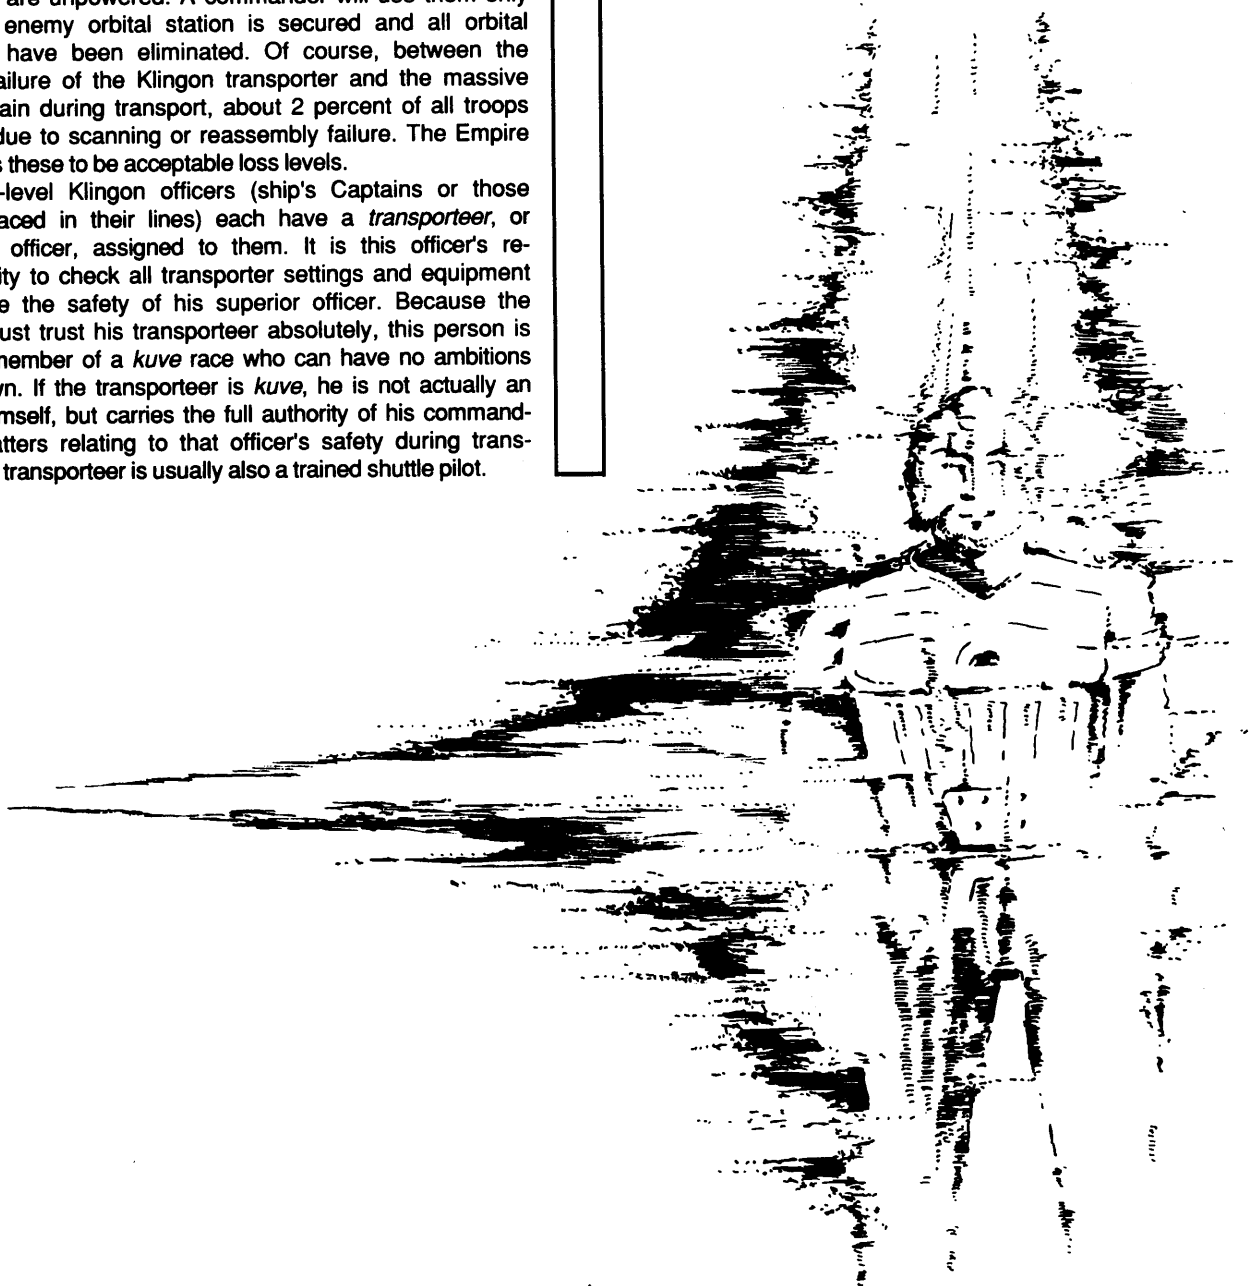 are unpowered. A commander will use them only
enemy orbital station is secured and all orbital
have been eliminated. Of course, between the
ailure of the Klingon transporter and the massive
ain during transport, about 2 percent of all troops
due to scanning or reassembly failure. The Empire
s these to be acceptable loss levels.
-level Klingon officers (ship's Captains or those
aced in their lines) each have a transporteer, or
officer, assigned to them. It is this officer's re-
ity to check all transporter settings and equipment
e the safety of his superior officer. Because the
ust trust his transporteer absolutely, this person is
nember of a kuve race who can have no ambitions
vn. If the transporteer is kuve, he is not actually an
mself, but carries the full authority of his command-
atters relating to that officer's safety during trans-
transporteer is usually also a trained shuttle pilot.